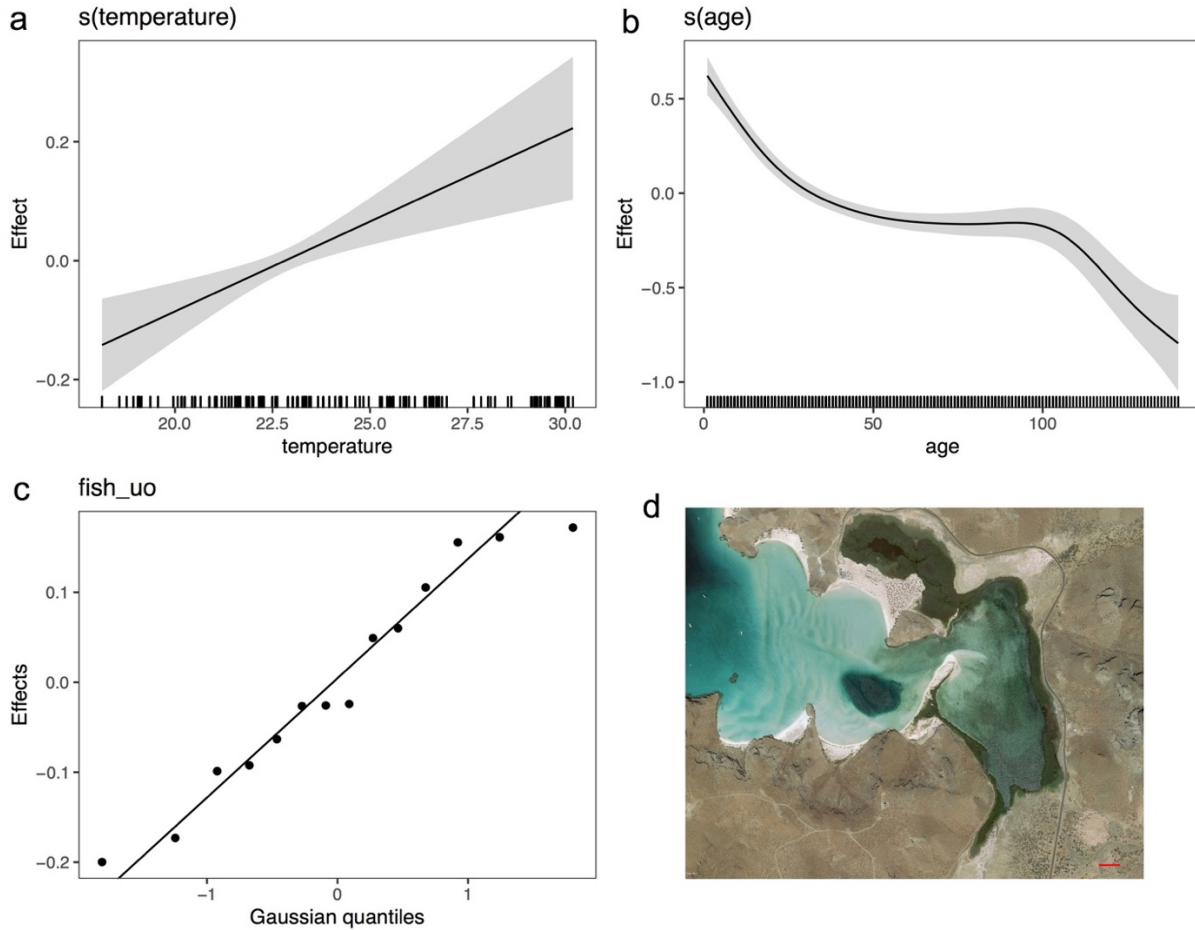 a
s(temperature)
Effect
0.2
0.0
−0.2
20.0 22.5 25.0 27.5 30.0
temperature
b
s(age)
Effect
0.5
0.0
−0.5
−1.0
0 50 100
age
c
fish_uo
Effects
0.1
0.0
−0.1
−0.2
−1 0 1
Gaussian quantiles
d